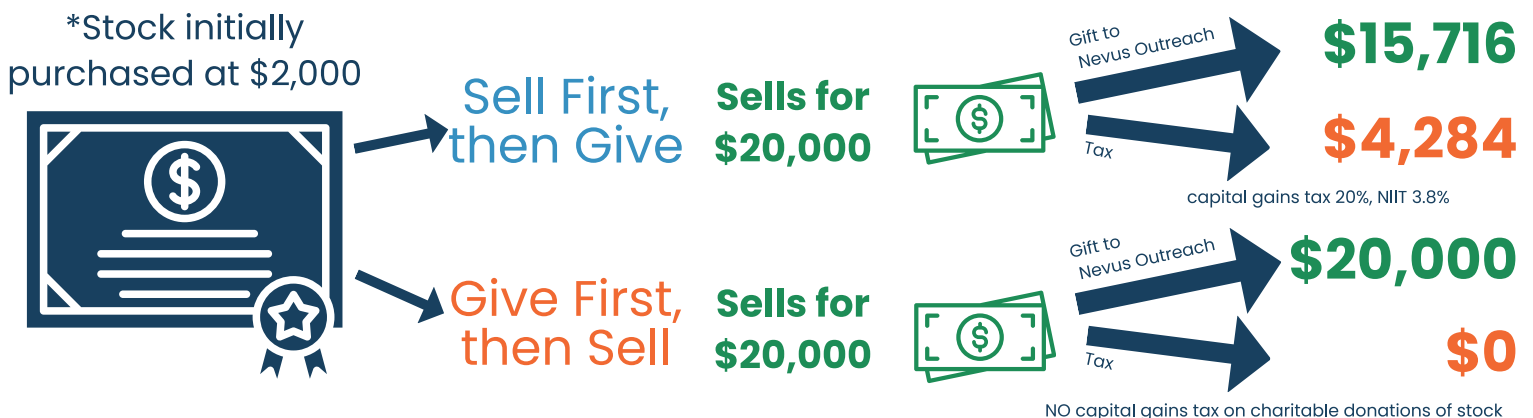 *Stock initially
purchased at $2,000
$
Sell First,
then Give
Sells for
$20,000
$
Gift to
Nevus Outreach
$15,716
Tax
$4,284
capital gains tax 20%, NIIT 3.8%
Give First,
then Sell
Sells for
$20,000
$
Gift to
Nevus Outreach
$20,000
Tax
$0
NO capital gains tax on charitable donations of stock